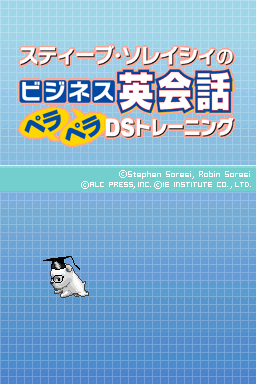 スティーブ・ソレイシィの
ビジネス英会話
ペラペラDSトレーニング
©Stephen Soresi, Robin Soresi
©ALC PRESS,INC. ©IE INSTITUTE CO., LTD.